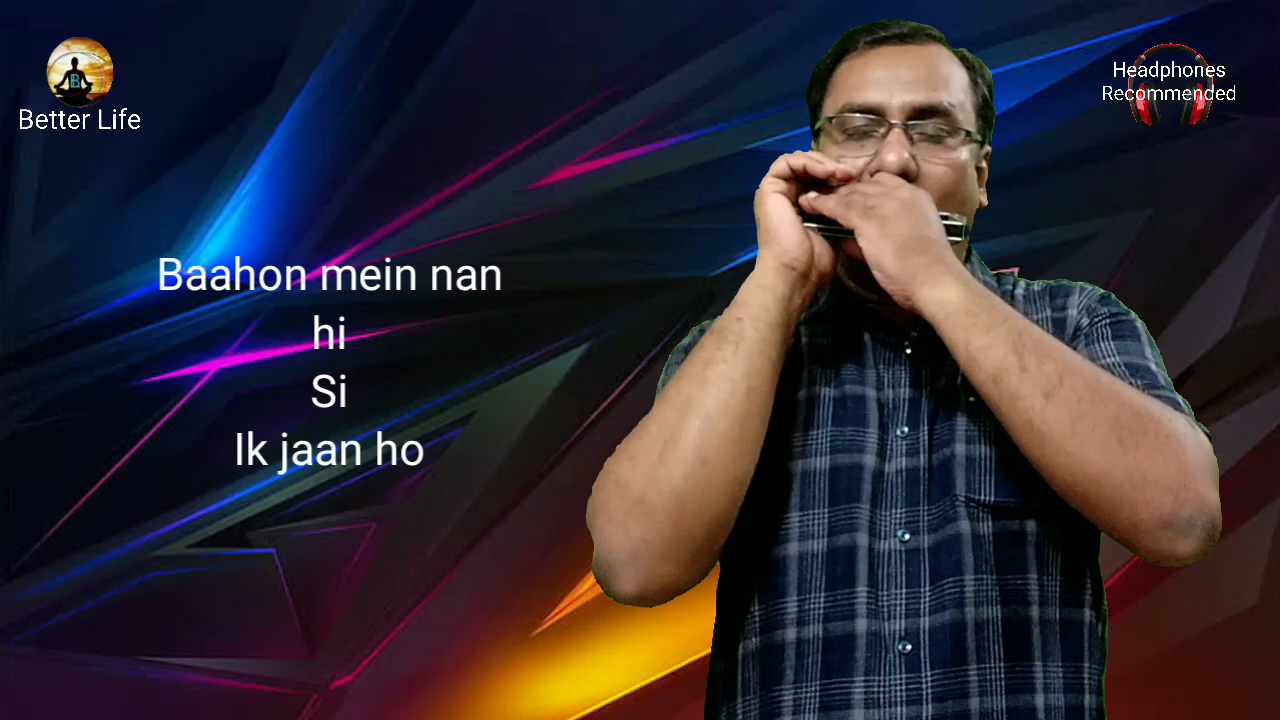 Better Life
Headphones
Recommended
Baahon mein nan
hi
Si
Ik jaan ho